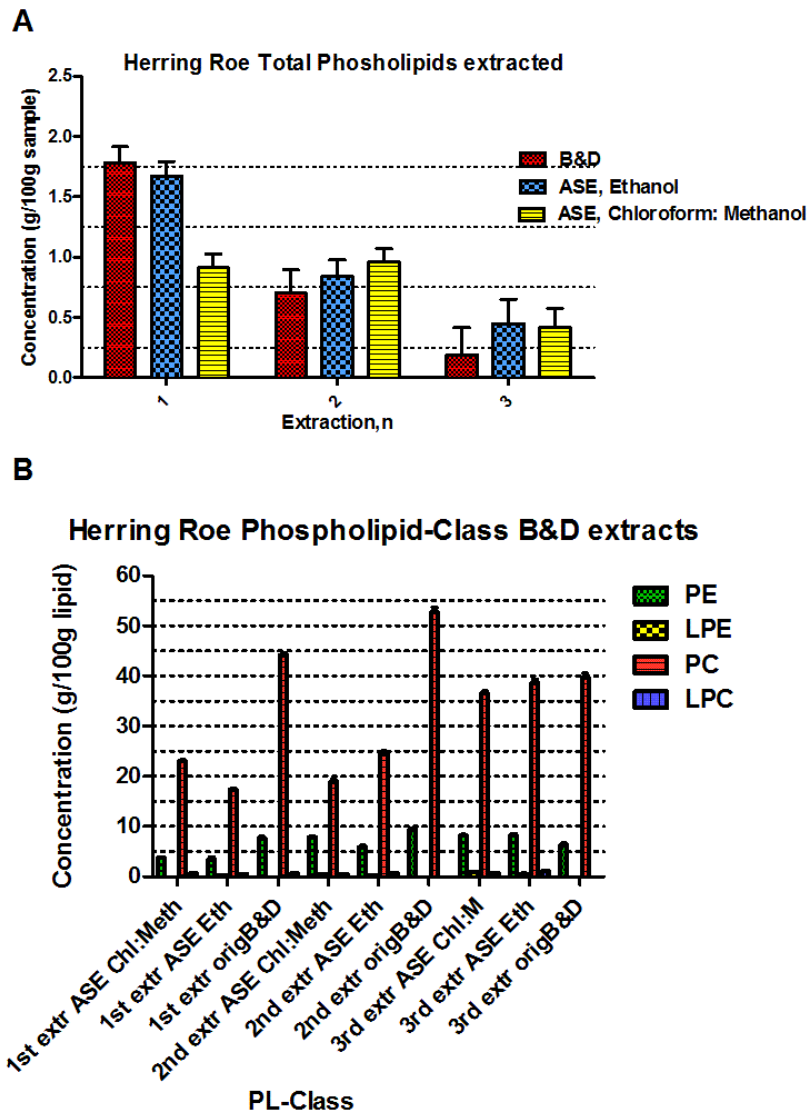 A
Herring Roe Total Phosholipids extracted
Concentration (g/100g sample)
2.5
2.0
1.5
1.0
0.5
0.0
B&D
ASE, Ethanol
ASE, Chloroform: Methanol
1
2
3
Extraction,n
B
Herring Roe Phospholipid-Class B&D extracts
Concentration (g/100g lipid)
60
50
40
30
20
10
0
PE
LPE
PC
LPC
1st extr ASE Chl:Meth
1st extr ASE Eth
1st extr origB&D
2nd extr ASE Chl:Meth
2nd extr ASE Eth
2nd extr origB&D
3rd extr ASE Chl:M
3rd extr ASE Eth
3rd extr origB&D
PL-Class